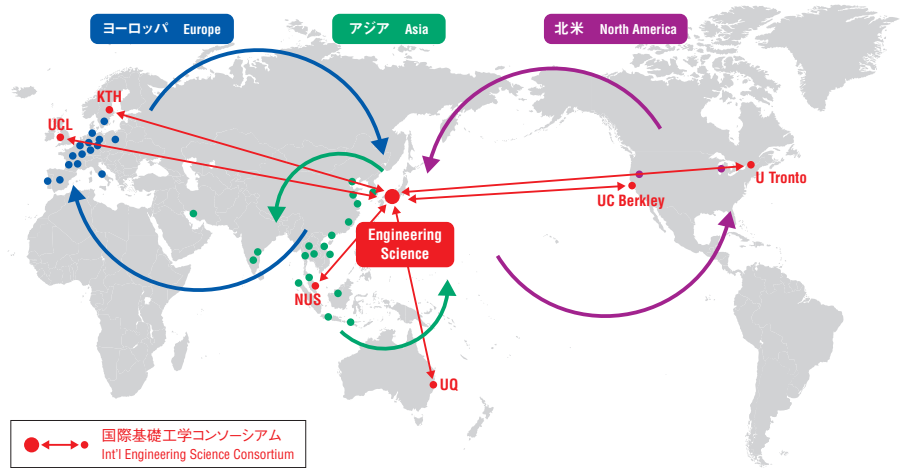 ヨーロッパ Europe
アジア Asia
北米 North America
KTH
UCL
U Tronto
UC Berkley
Engineering
Science
NUS
UQ
国際基礎工学コンソーシアム
Int'l Engineering Science Consortium